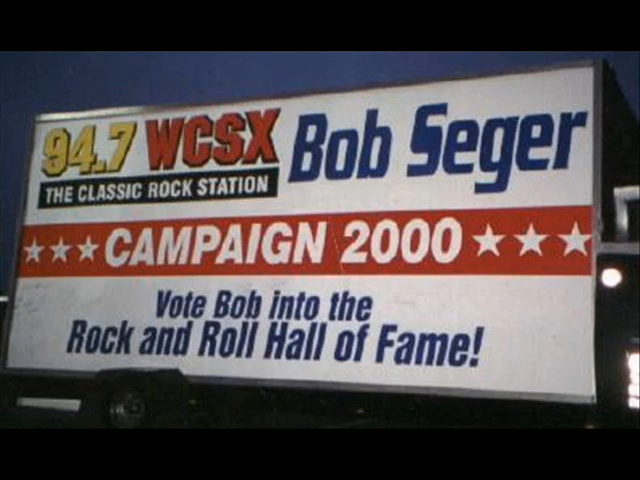 94.7 WCSX Bob Seger
THE CLASSIC ROCK STATION
CAMPAIGN 2000
Vote Bob into the
Rock and Roll Hall of Fame!